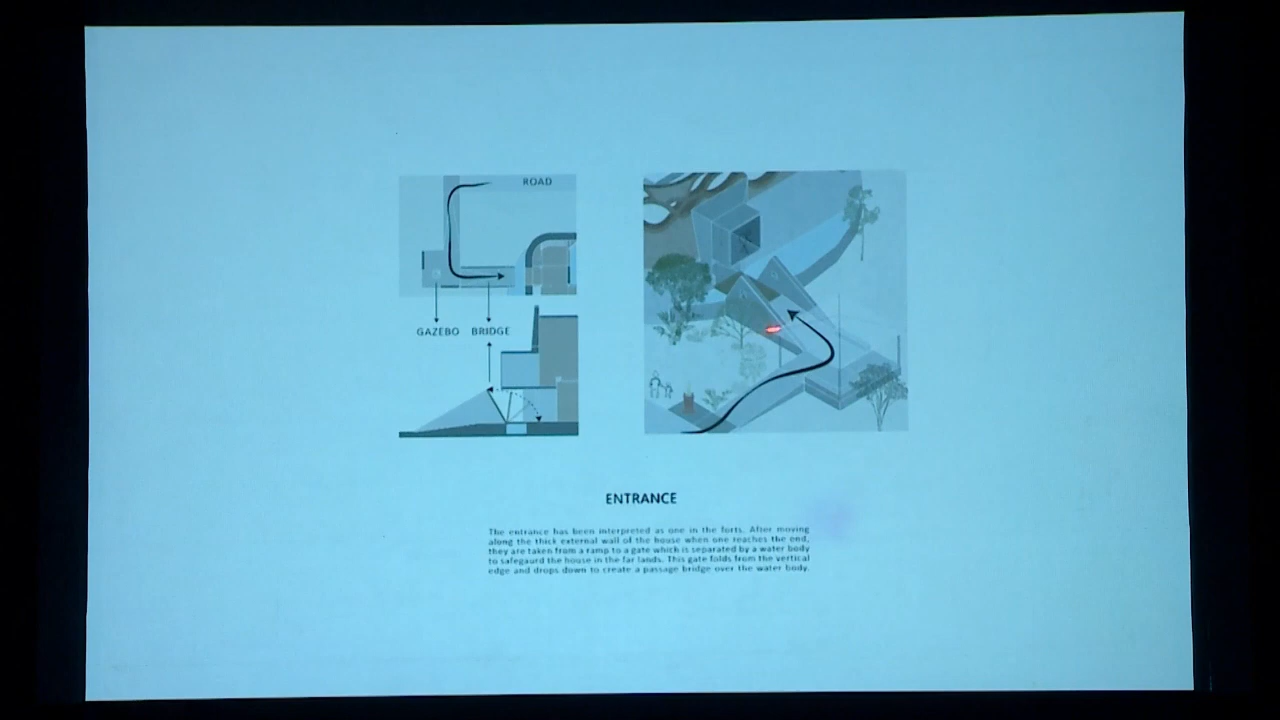 ROAD
GAZEBO BRIDGE
ENTRANCE
The entrance has been interpreted as one in the forts. After moving
along the thick external wall of the house when one reaches the end,
they are taken from a ramp to a gate which is separated by a water body
to safegaurd the house in the far lands. This gate folds from the vertical
edge and drops down to create a passage bridge over the water body.